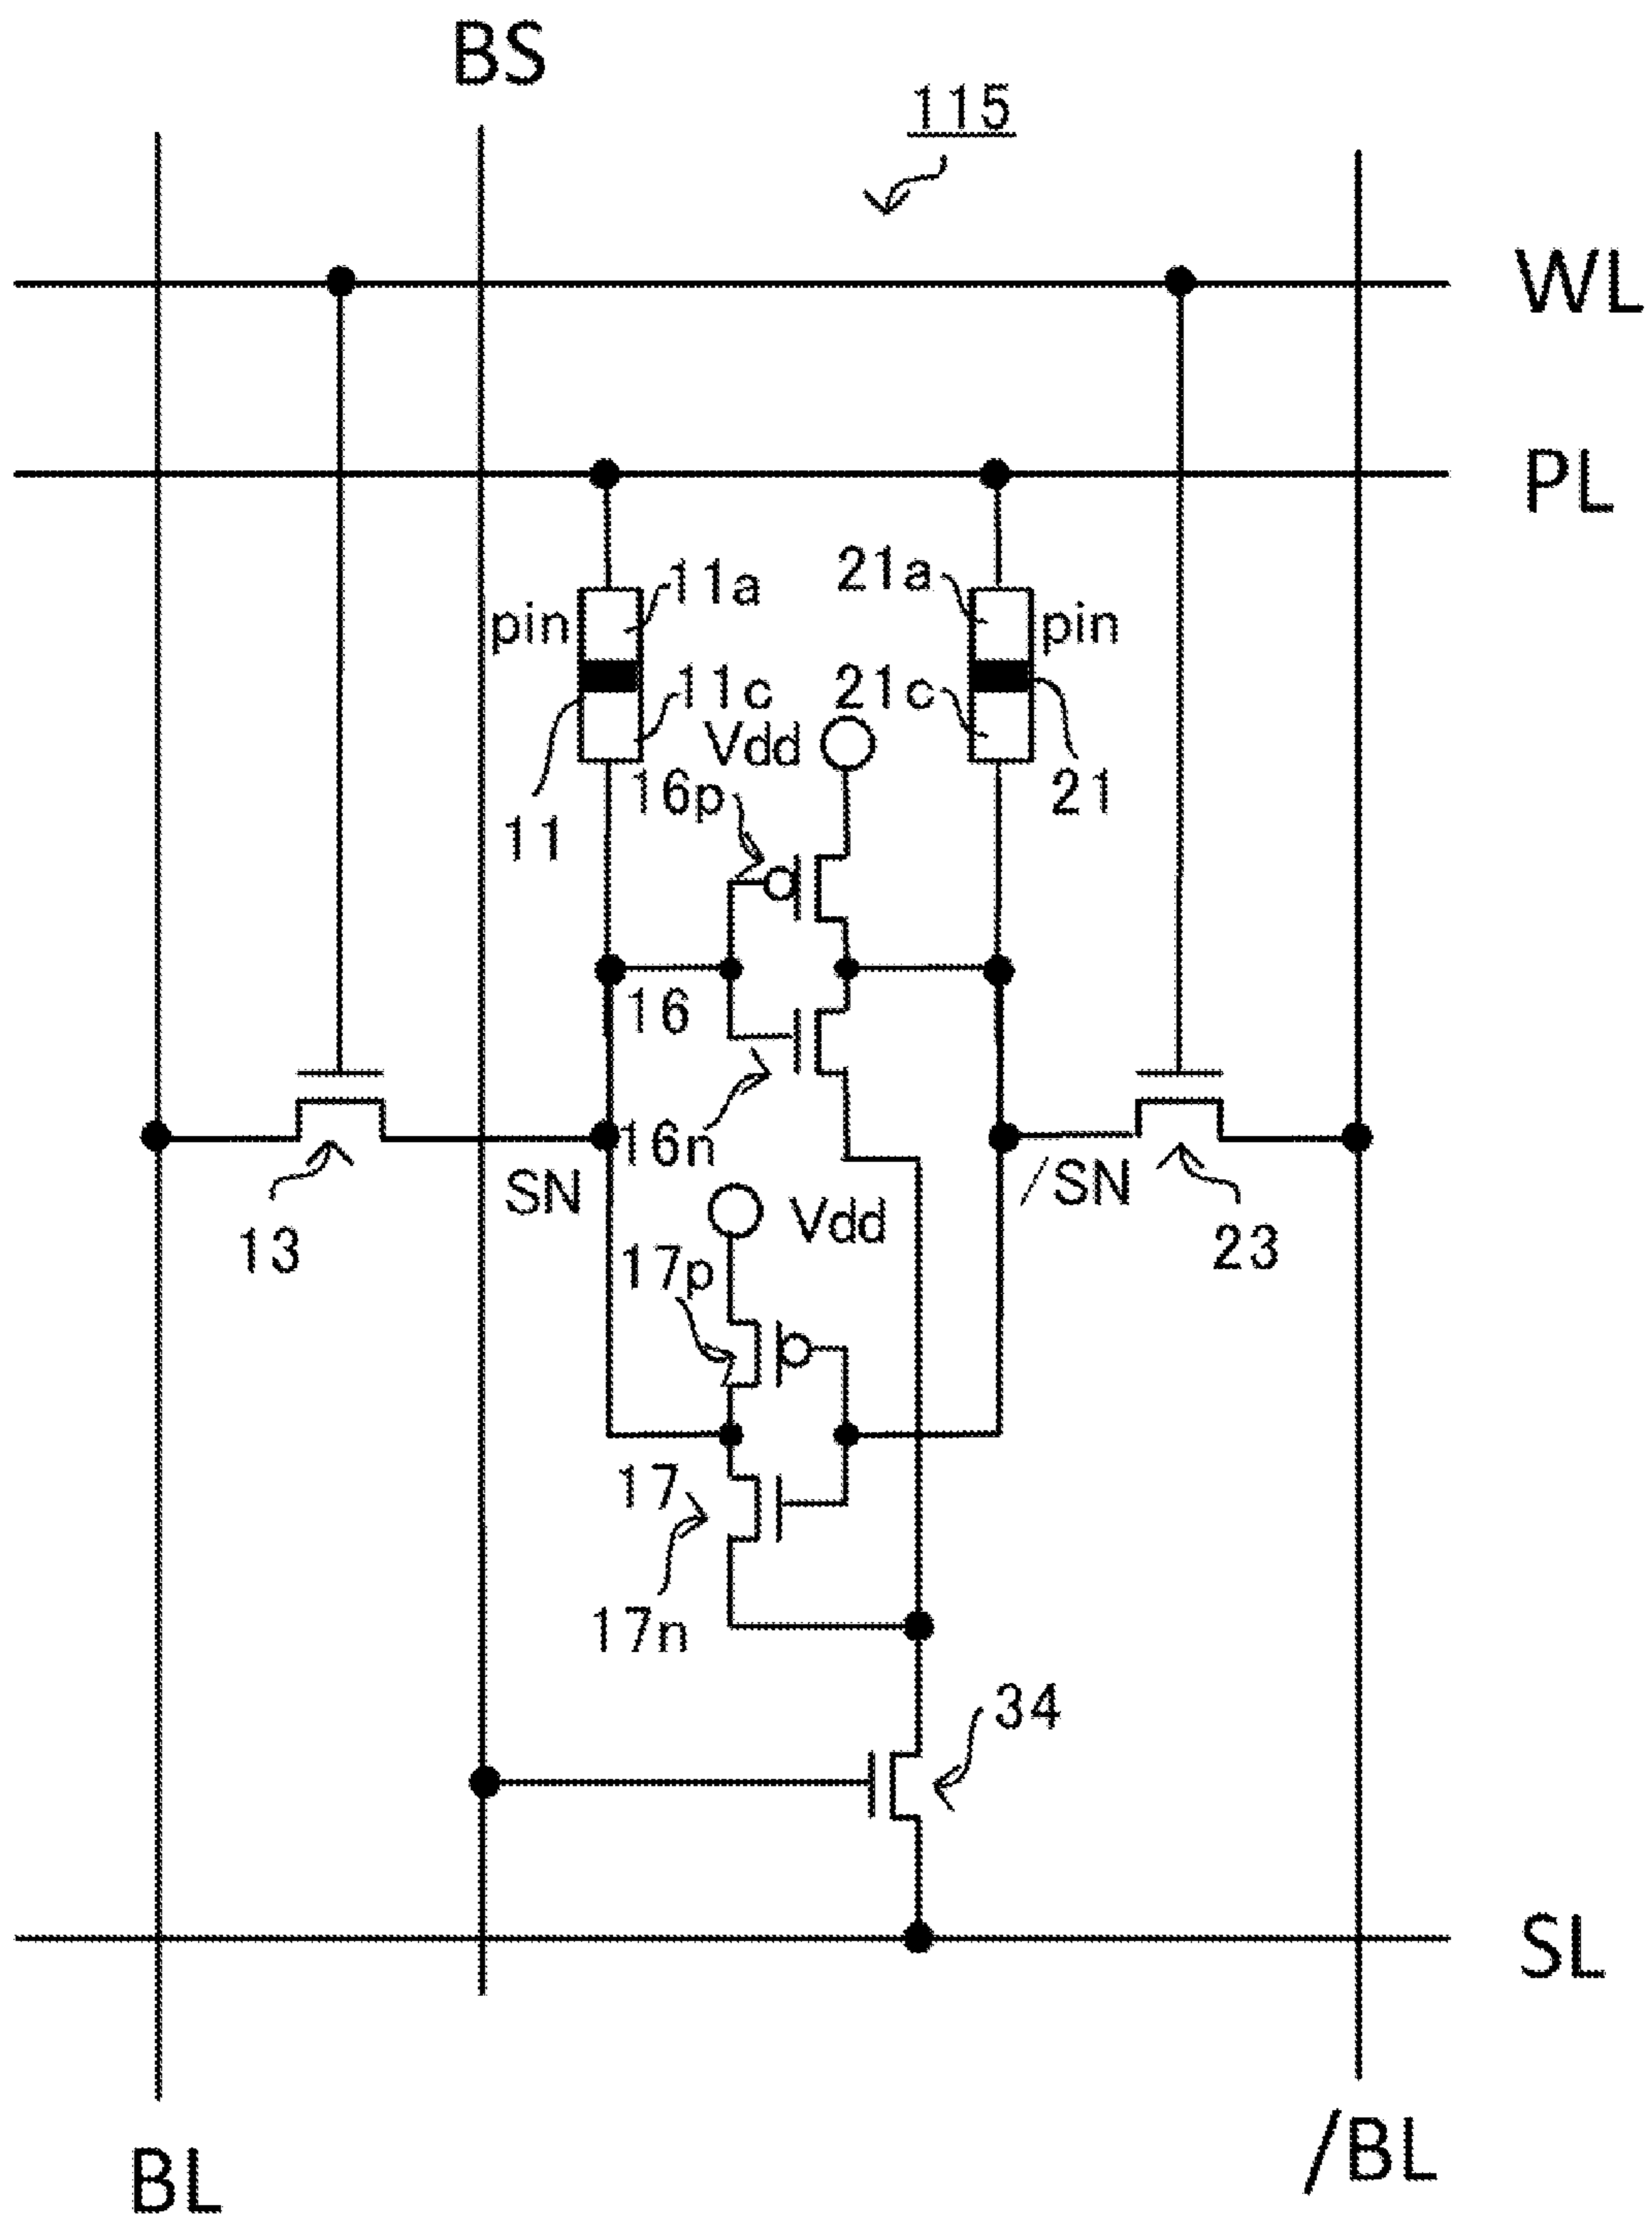 BS
115
WL
PL
11a
21a
pin
pin
11c
21c
Vdd
16p
21
11
16
16n
SN
/SN
Vdd
13
23
17p
17
17n
34
SL
BL
/BL